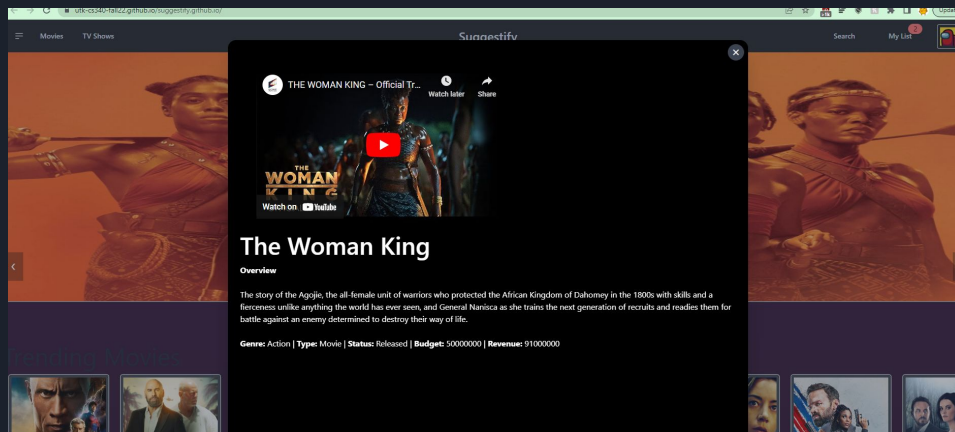 utk-cs340-fall22.github.io/suggestify.github.io/
Updat
Movies
TV Shows
Suggestify
Search
My List
2
THE WOMAN KING – Official Tr...
Watch later
Share
THE
WOMAN
KING
Watch on YouTube
The Woman King
Overview
The story of the Agojie, the all-female unit of warriors who protected the African Kingdom of Dahomey in the 1800s with skills and a
fierceness unlike anything the world has ever seen, and General Nanisca as she trains the next generation of recruits and readies them for
battle against an enemy determined to destroy their way of life.
Genre: Action | Type: Movie | Status: Released | Budget: 50000000 | Revenue: 91000000
Trending Movies